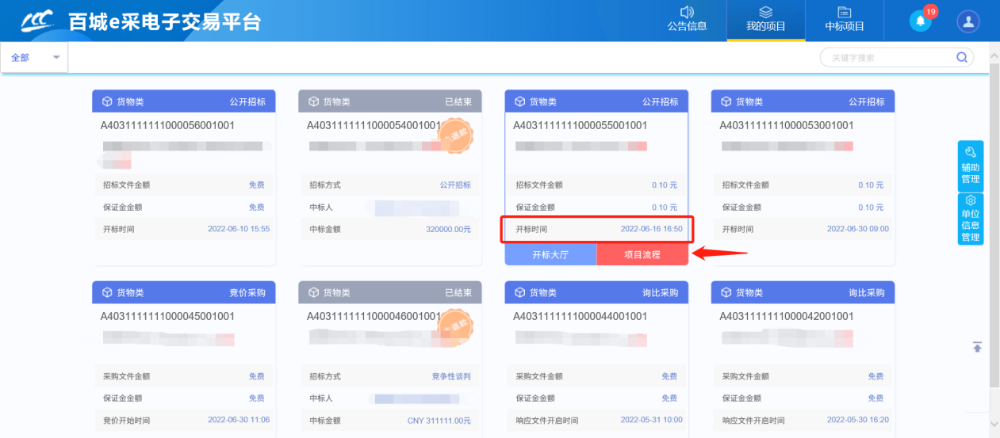 百城e采电子交易平台
公告信息
我的项目
中标项目
19
全部
关键字搜索
货物类 公开招标
A4031111111000056001001
招标文件金额 免费
保证金金额 免费
开标时间 2022-06-10 15:55
货物类 已结束
A4031111111000054001001
退款
招标方式 公开招标
中标人
中标金额 320000.00元
货物类 公开招标
A4031111111000055001001
招标文件金额 0.10 元
保证金金额 0.10 元
开标时间 2022-06-16 16:50
开标大厅 项目流程
货物类 公开招标
A4031111111000053001001
招标文件金额 0.10 元
保证金金额 0.10 元
开标时间 2022-06-30 09:00
辅助
管理
单位
信息
管理
货物类 竞价采购
A4031111111000045001001
采购文件金额 免费
保证金金额 免费
竞价开始时间 2022-06-30 11:06
货物类 已结束
A4031111111000046001001
退款
招标方式 竞争性谈判
中标人
中标金额 CNY 311111.00元
货物类 询比采购
A4031111111000044001001
采购文件金额 免费
保证金金额 免费
响应文件开启时间 2022-05-31 10:00
货物类 询比采购
A4031111111000042001001
采购文件金额 免费
保证金金额 免费
响应文件开启时间 2022-05-30 16:20